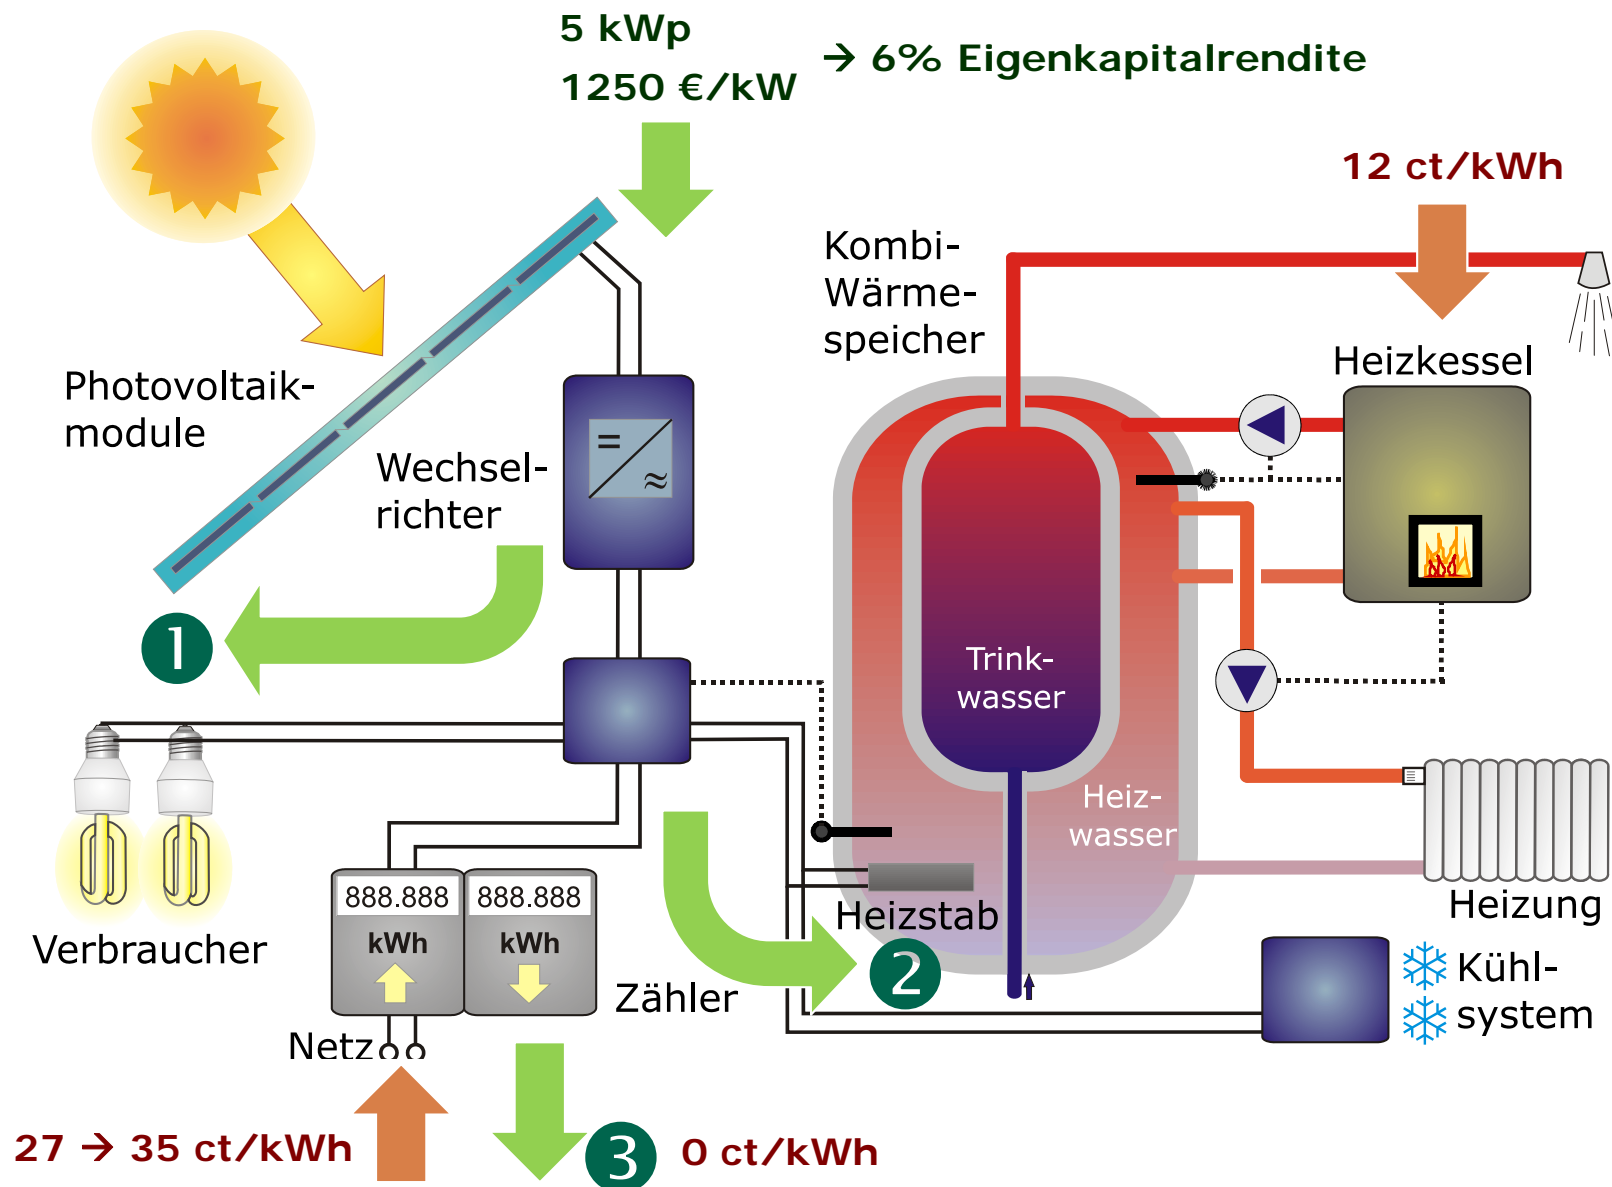 5 kWp
1250 €/kW
→ 6% Eigenkapitalrendite
12 ct/kWh
Kombi-
Wärme-
speicher
Heizkessel
Photovoltaik-
module
Wechsel-
richter
=
≈
1
Trink-
wasser
Heiz-
wasser
888.888
888.888
kWh
kWh
Verbraucher
Heizstab
Heizung
2
Zähler
Kühl-
system
Netz
27 → 35 ct/kWh
3
0 ct/kWh